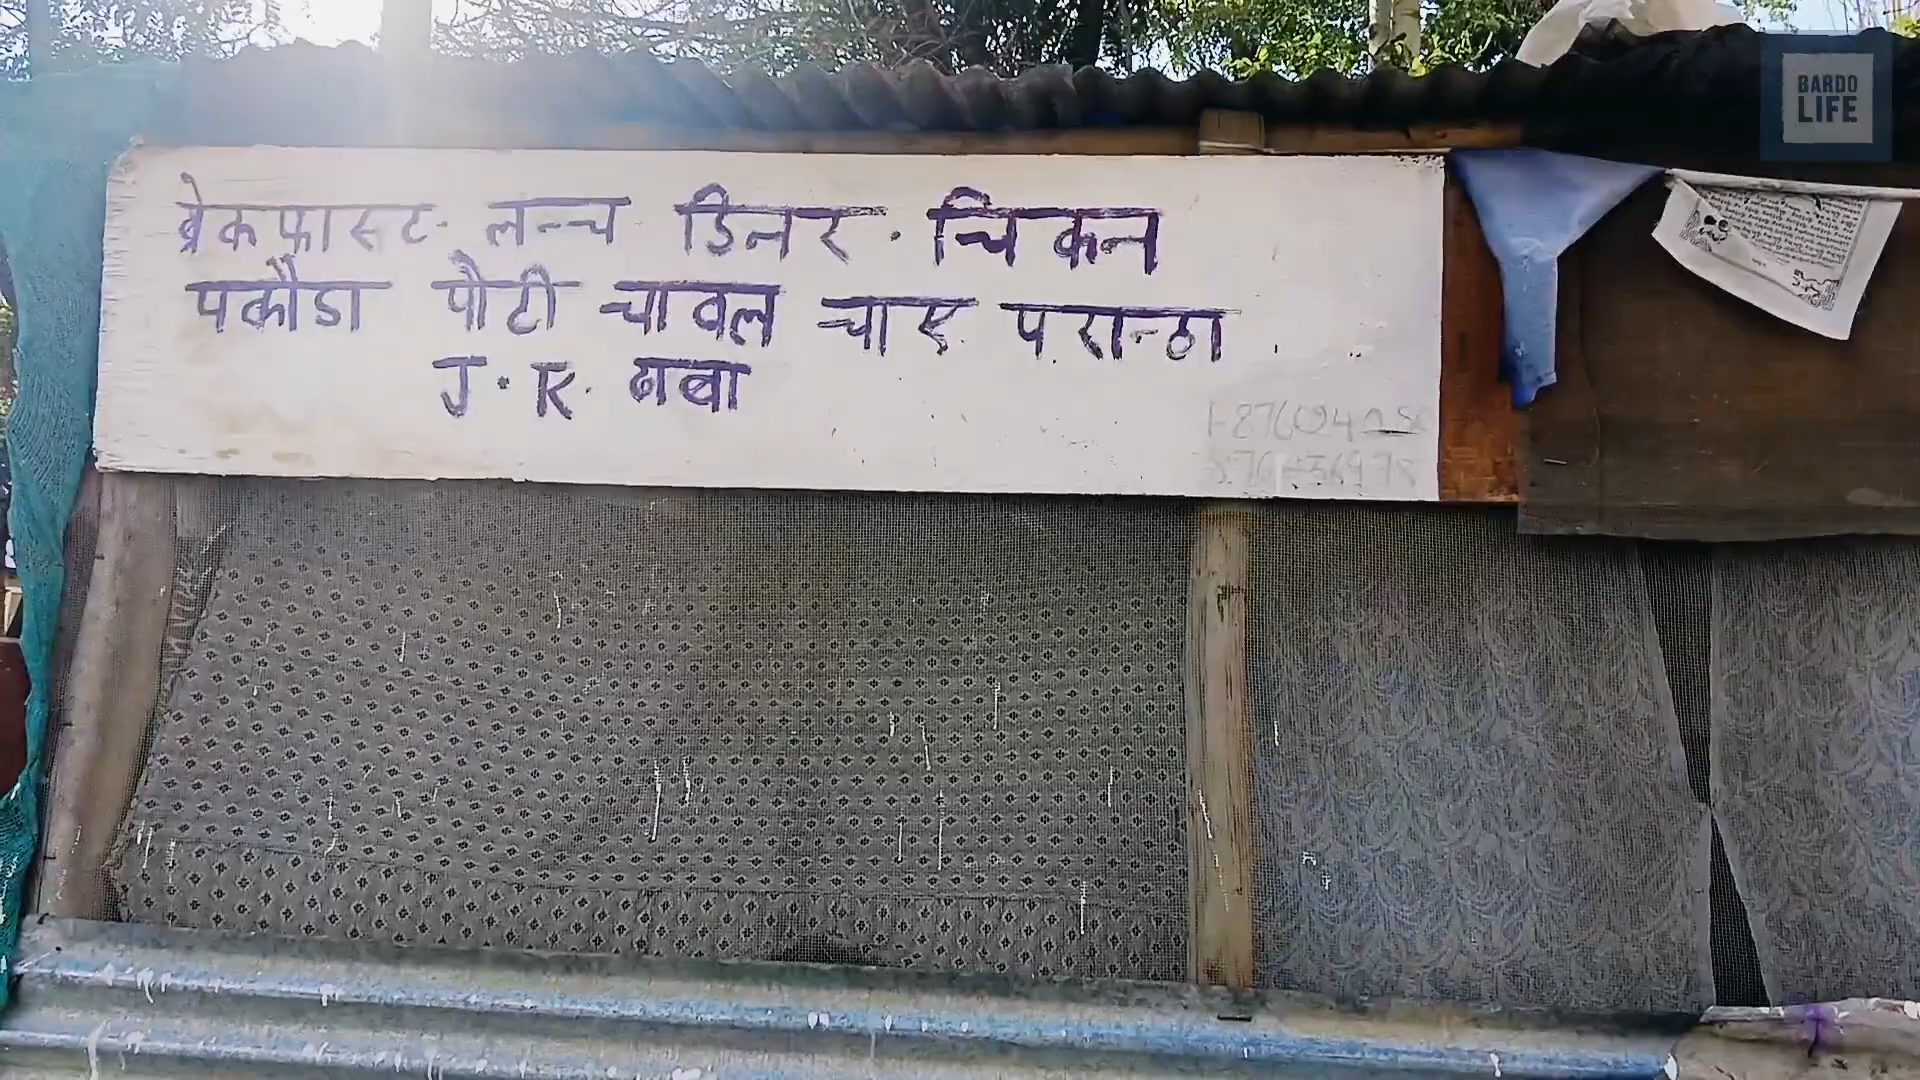 ब्रेकफास्ट. लन्च डिनर. चिकन
पकौडा पौटी चावल चाए परान्ठा
J. K. ढाबा
BARDO
LIFE